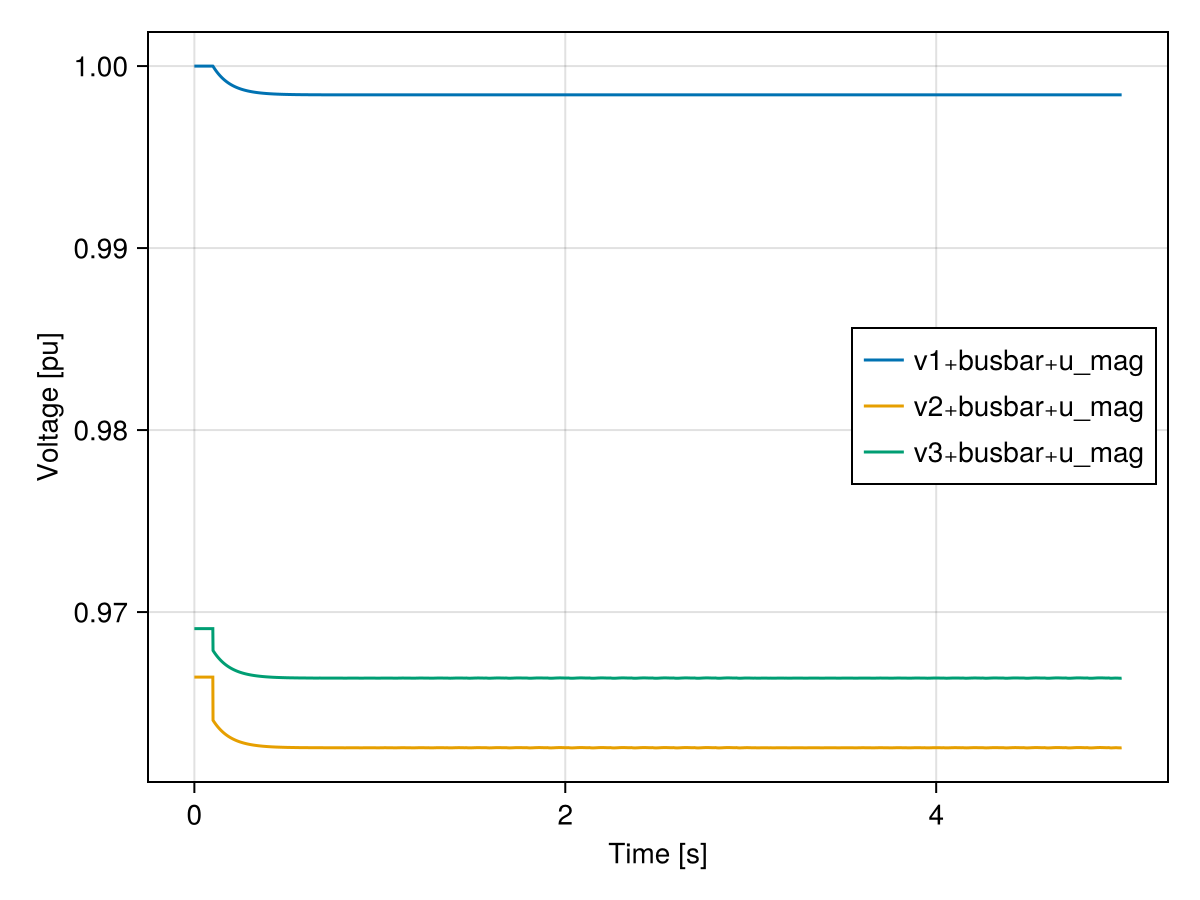 1.00
0.99
0.98
0.97
Voltage [pu]
v1₊busbar₊u_mag
v2₊busbar₊u_mag
v3₊busbar₊u_mag
0
2
4
Time [s]